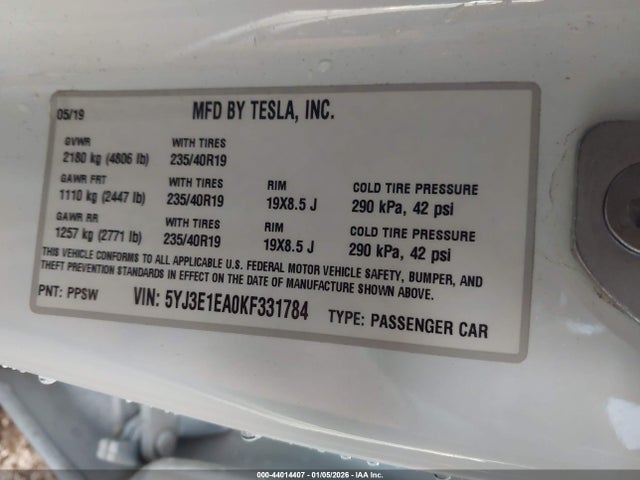 05/19 MFD BY TESLA, INC.
GVWR WITH TIRES
2180 kg (4806 lb) 235/40R19
GAWR FRT WITH TIRES RIM COLD TIRE PRESSURE
1110 kg (2447 lb) 235/40R19 19X8.5 J 290 kPa, 42 psi
GAWR RR WITH TIRES RIM COLD TIRE PRESSURE
1257 kg (2771 lb) 235/40R19 19X8.5 J 290 kPa, 42 psi
THIS VEHICLE CONFORMS TO ALL APPLICABLE U.S. FEDERAL MOTOR VEHICLE SAFETY, BUMPER, AND
THEFT PREVENTION STANDARDS IN EFFECT ON THE DATE OF MANUFACTURE SHOWN ABOVE.
PNT: PPSW VIN: 5YJ3E1EA0KF331784 TYPE: PASSENGER CAR
000-44014407 - 01/05/2026 - IAAI.COM